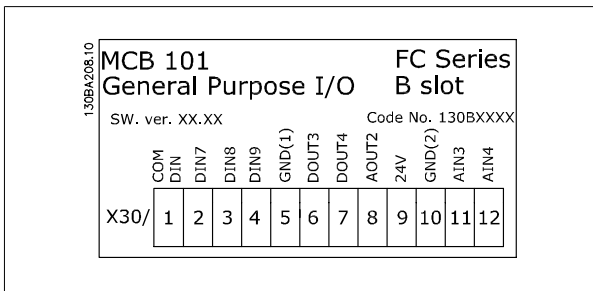 130BA208.10
MCB 101 FC Series
General Purpose I/O B slot
SW. ver. XX.XX Code No. 130BXXXX
COM DIN DIN7 DIN8 DIN9 GND(1) DOUT3 DOUT4 AOUT2 24V GND(2) AIN3 AIN4
X30/ 1 2 3 4 5 6 7 8 9 10 11 12